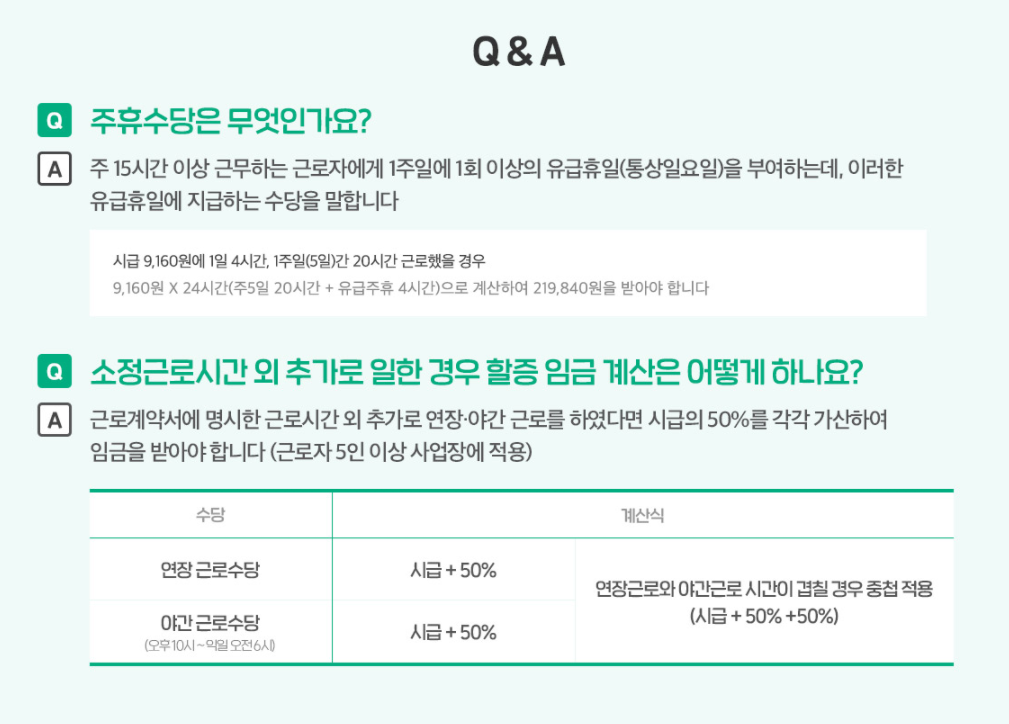 Q & A
Q 주휴수당은 무엇인가요?
A 주 15시간 이상 근무하는 근로자에게 1주일에 1회 이상의 유급휴일(통상일요일)을 부여하는데, 이러한
유급휴일에 지급하는 수당을 말합니다
시급 9,160원에 1일 4시간, 1주일(5일)간 20시간 근로했을 경우
9,160원 X 24시간(주5일 20시간 + 유급주휴 4시간)으로 계산하여 219,840원을 받아야 합니다
Q 소정근로시간 외 추가로 일한 경우 할증 임금 계산은 어떻게 하나요?
A 근로계약서에 명시한 근로시간 외 추가로 연장·야간 근로를 하였다면 시급의 50%를 각각 가산하여
임금을 받아야 합니다 (근로자 5인 이상 사업장에 적용)
수당 계산식
연장 근로수당 시급 + 50%
야간 근로수당
(오후10시 ~ 익일 오전6시)
시급 + 50%
연장근로와 야간근로 시간이 겹칠 경우 중첩 적용
(시급 + 50% +50%)